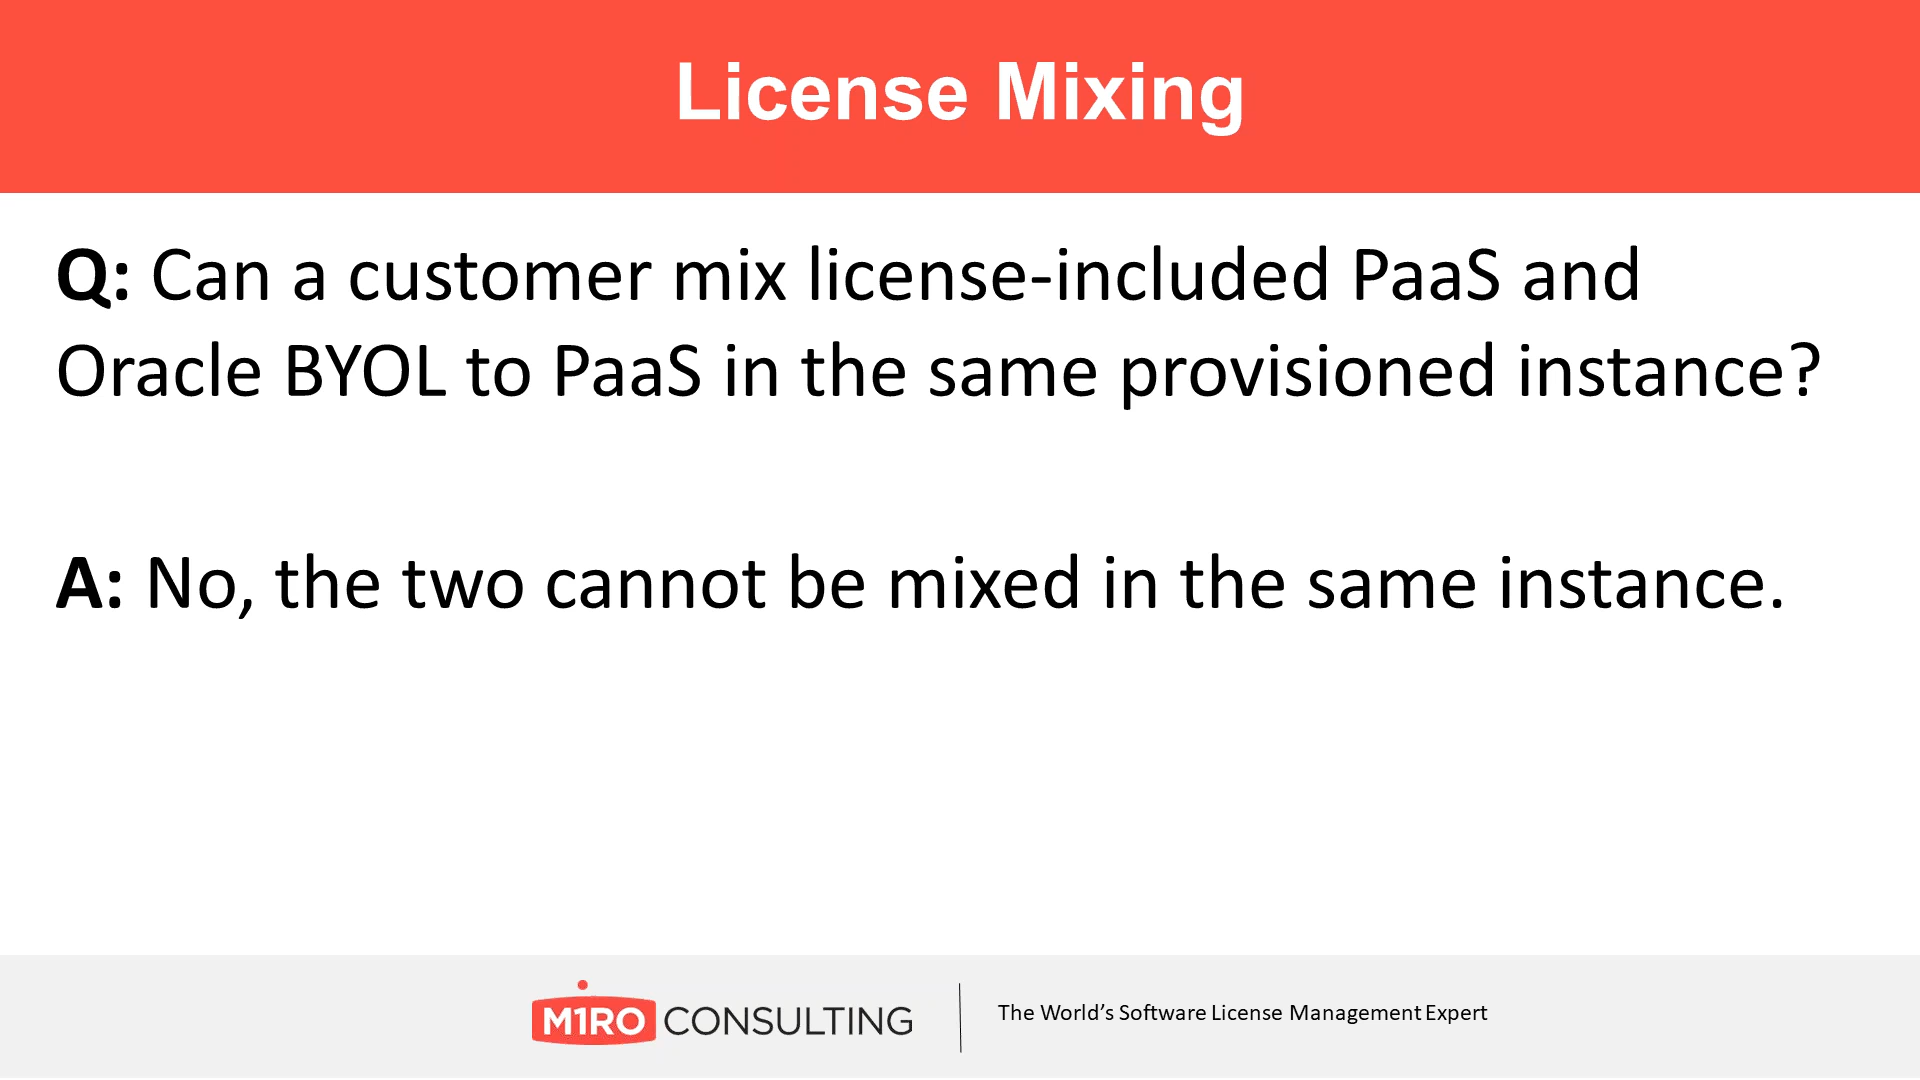 License Mixing
Q: Can a customer mix license-included PaaS and
Oracle BYOL to PaaS in the same provisioned instance?
A: No, the two cannot be mixed in the same instance.
M1RO CONSULTING
The World’s Software License Management Expert